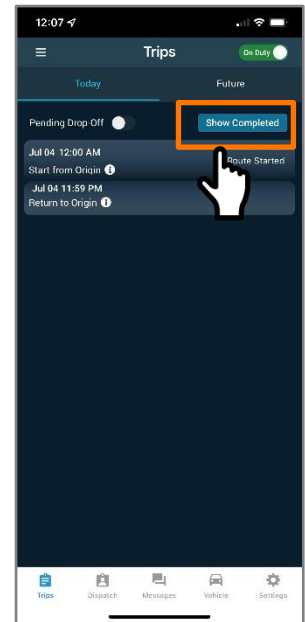 12:07
Trips
On Duty
Today
Future
Pending Drop-Off
Show Completed
Jul 04 12:00 AM
Route Started
Start from Origin
Jul 04 11:59 PM
Return to Origin
Trips
Dispatch
Messages
Vehicle
Settings